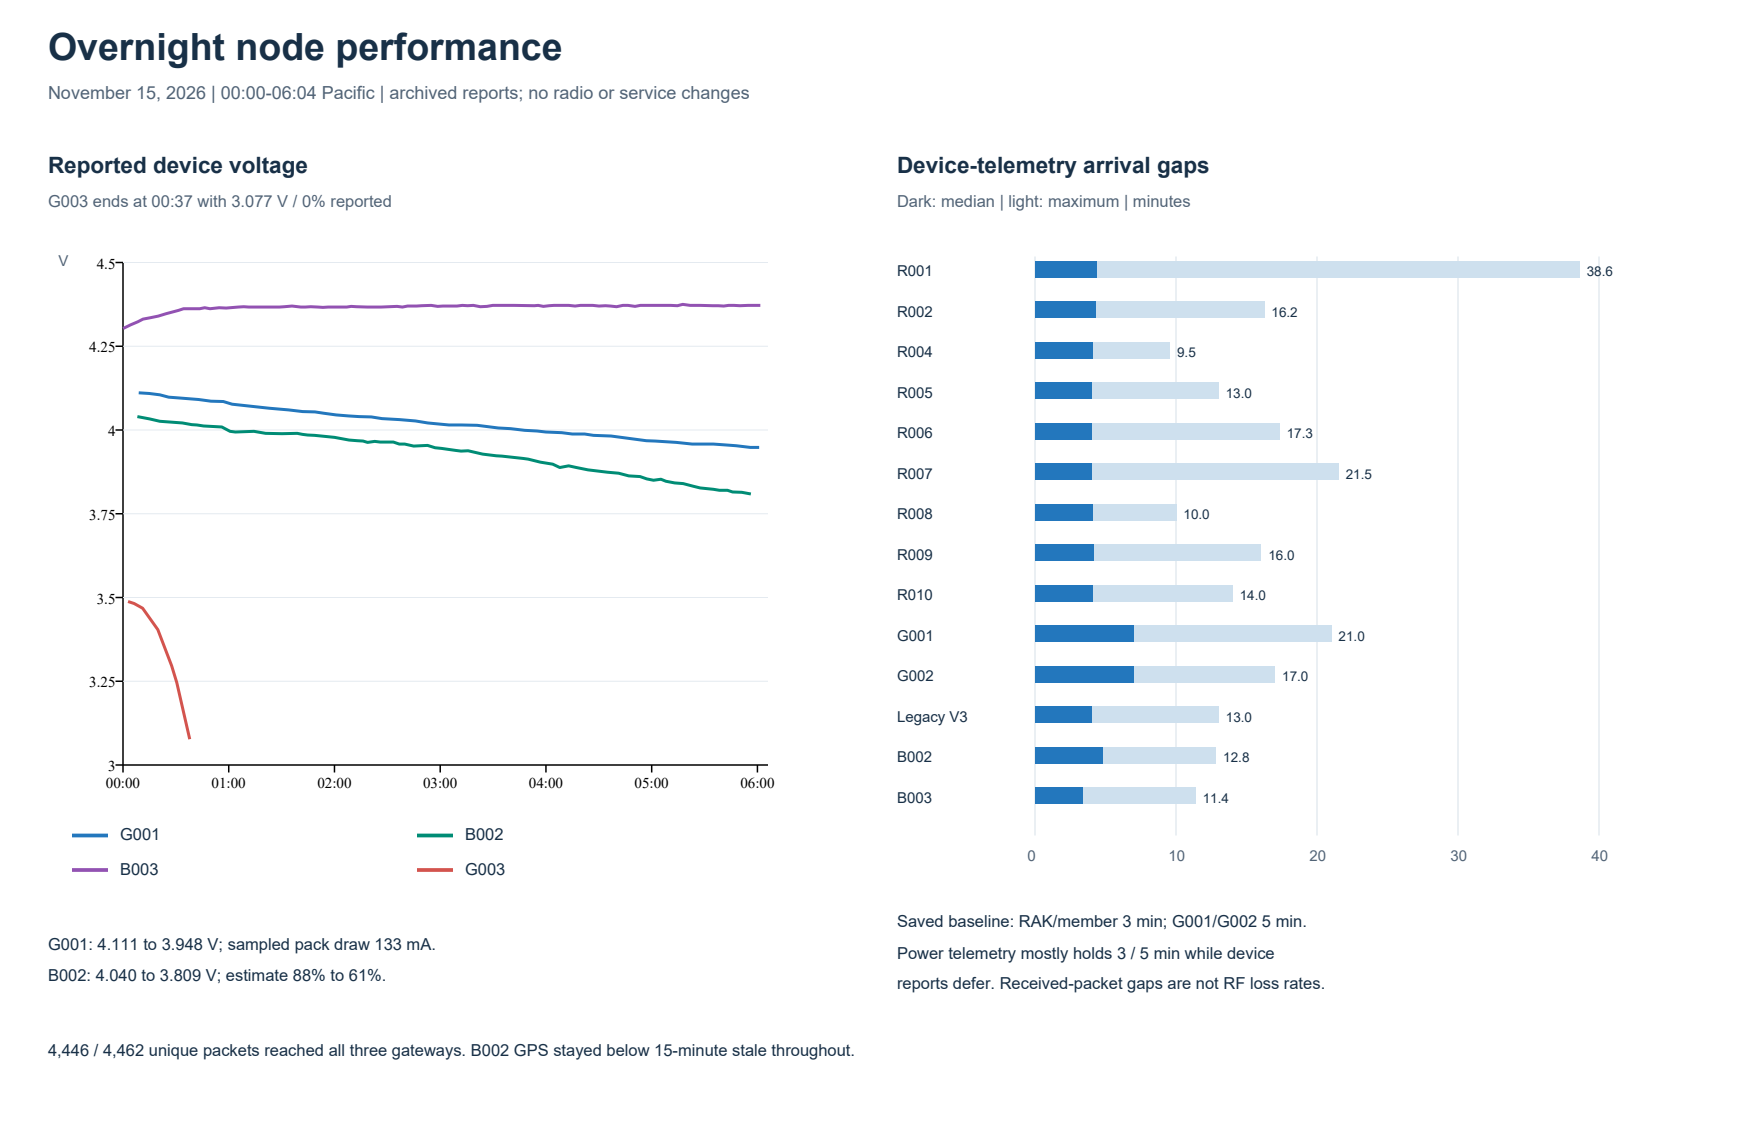 Overnight node performance
November 15, 2026 | 00:00-06:04 Pacific | archived reports; no radio or service changes
Reported device voltage
G003 ends at 00:37 with 3.077 V / 0% reported
V
4.5
4.25
4
3.75
3.5
3.25
3
00:00 01:00 02:00 03:00 04:00 05:00 06:00
G001 B002
B003 G003
G001: 4.111 to 3.948 V; sampled pack draw 133 mA.
B002: 4.040 to 3.809 V; estimate 88% to 61%.
Device-telemetry arrival gaps
Dark: median | light: maximum | minutes
R001 38.6
R002 16.2
R004 9.5
R005 13.0
R006 17.3
R007 21.5
R008 10.0
R009 16.0
R010 14.0
G001 21.0
G002 17.0
Legacy V3 13.0
B002 12.8
B003 11.4
0 10 20 30 40
Saved baseline: RAK/member 3 min; G001/G002 5 min.
Power telemetry mostly holds 3 / 5 min while device
reports defer. Received-packet gaps are not RF loss rates.
4,446 / 4,462 unique packets reached all three gateways. B002 GPS stayed below 15-minute stale throughout.